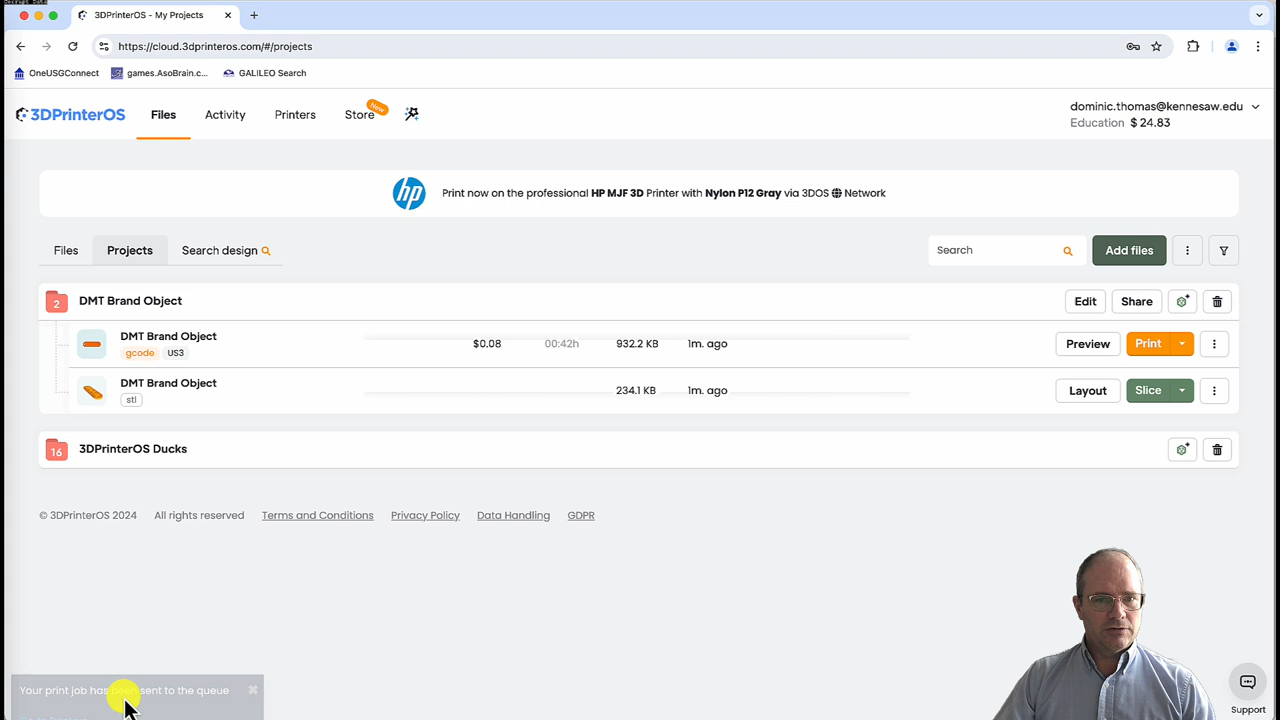 3DPrinterOS - My Projects
https://cloud.3dprinteros.com/#/projects
OneUSGConnect games.AsoBrain.c... GALILEO Search
3DPrinterOS Files Activity Printers Store New
dominic.thomas@kennesaw.edu
Education $ 24.83
hp Print now on the professional HP MJF 3D Printer with Nylon P12 Gray via 3DOS Network
Files Projects Search design Search Add files
2 DMT Brand Object Edit Share
DMT Brand Object
gcode US3 $0.08 00:42h 932.2 KB 1m. ago Preview Print
DMT Brand Object
stl 234.1 KB 1m. ago Layout Slice
16 3DPrinterOS Ducks
© 3DPrinterOS 2024 All rights reserved Terms and Conditions Privacy Policy Data Handling GDPR
Your print job has been sent to the queue
Support